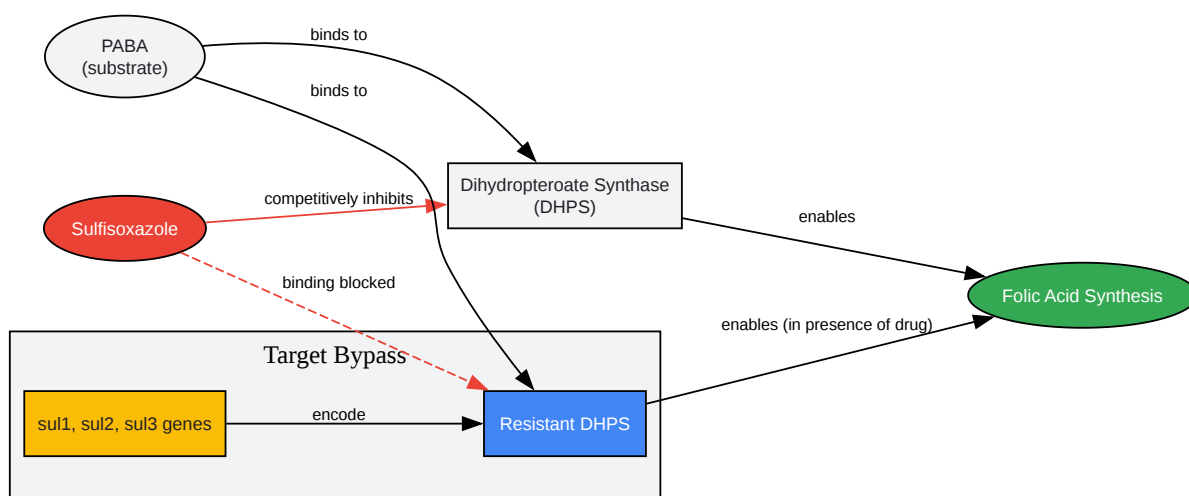 PABA
(substrate)
binds to
binds to
Dihydropteroate Synthase
(DHPS)
competitively inhibits
Sulfisoxazole
enables
binding blocked
Folic Acid Synthesis
enables (in presence of drug)
Target Bypass
sul1, sul2, sul3 genes
encode
Resistant DHPS